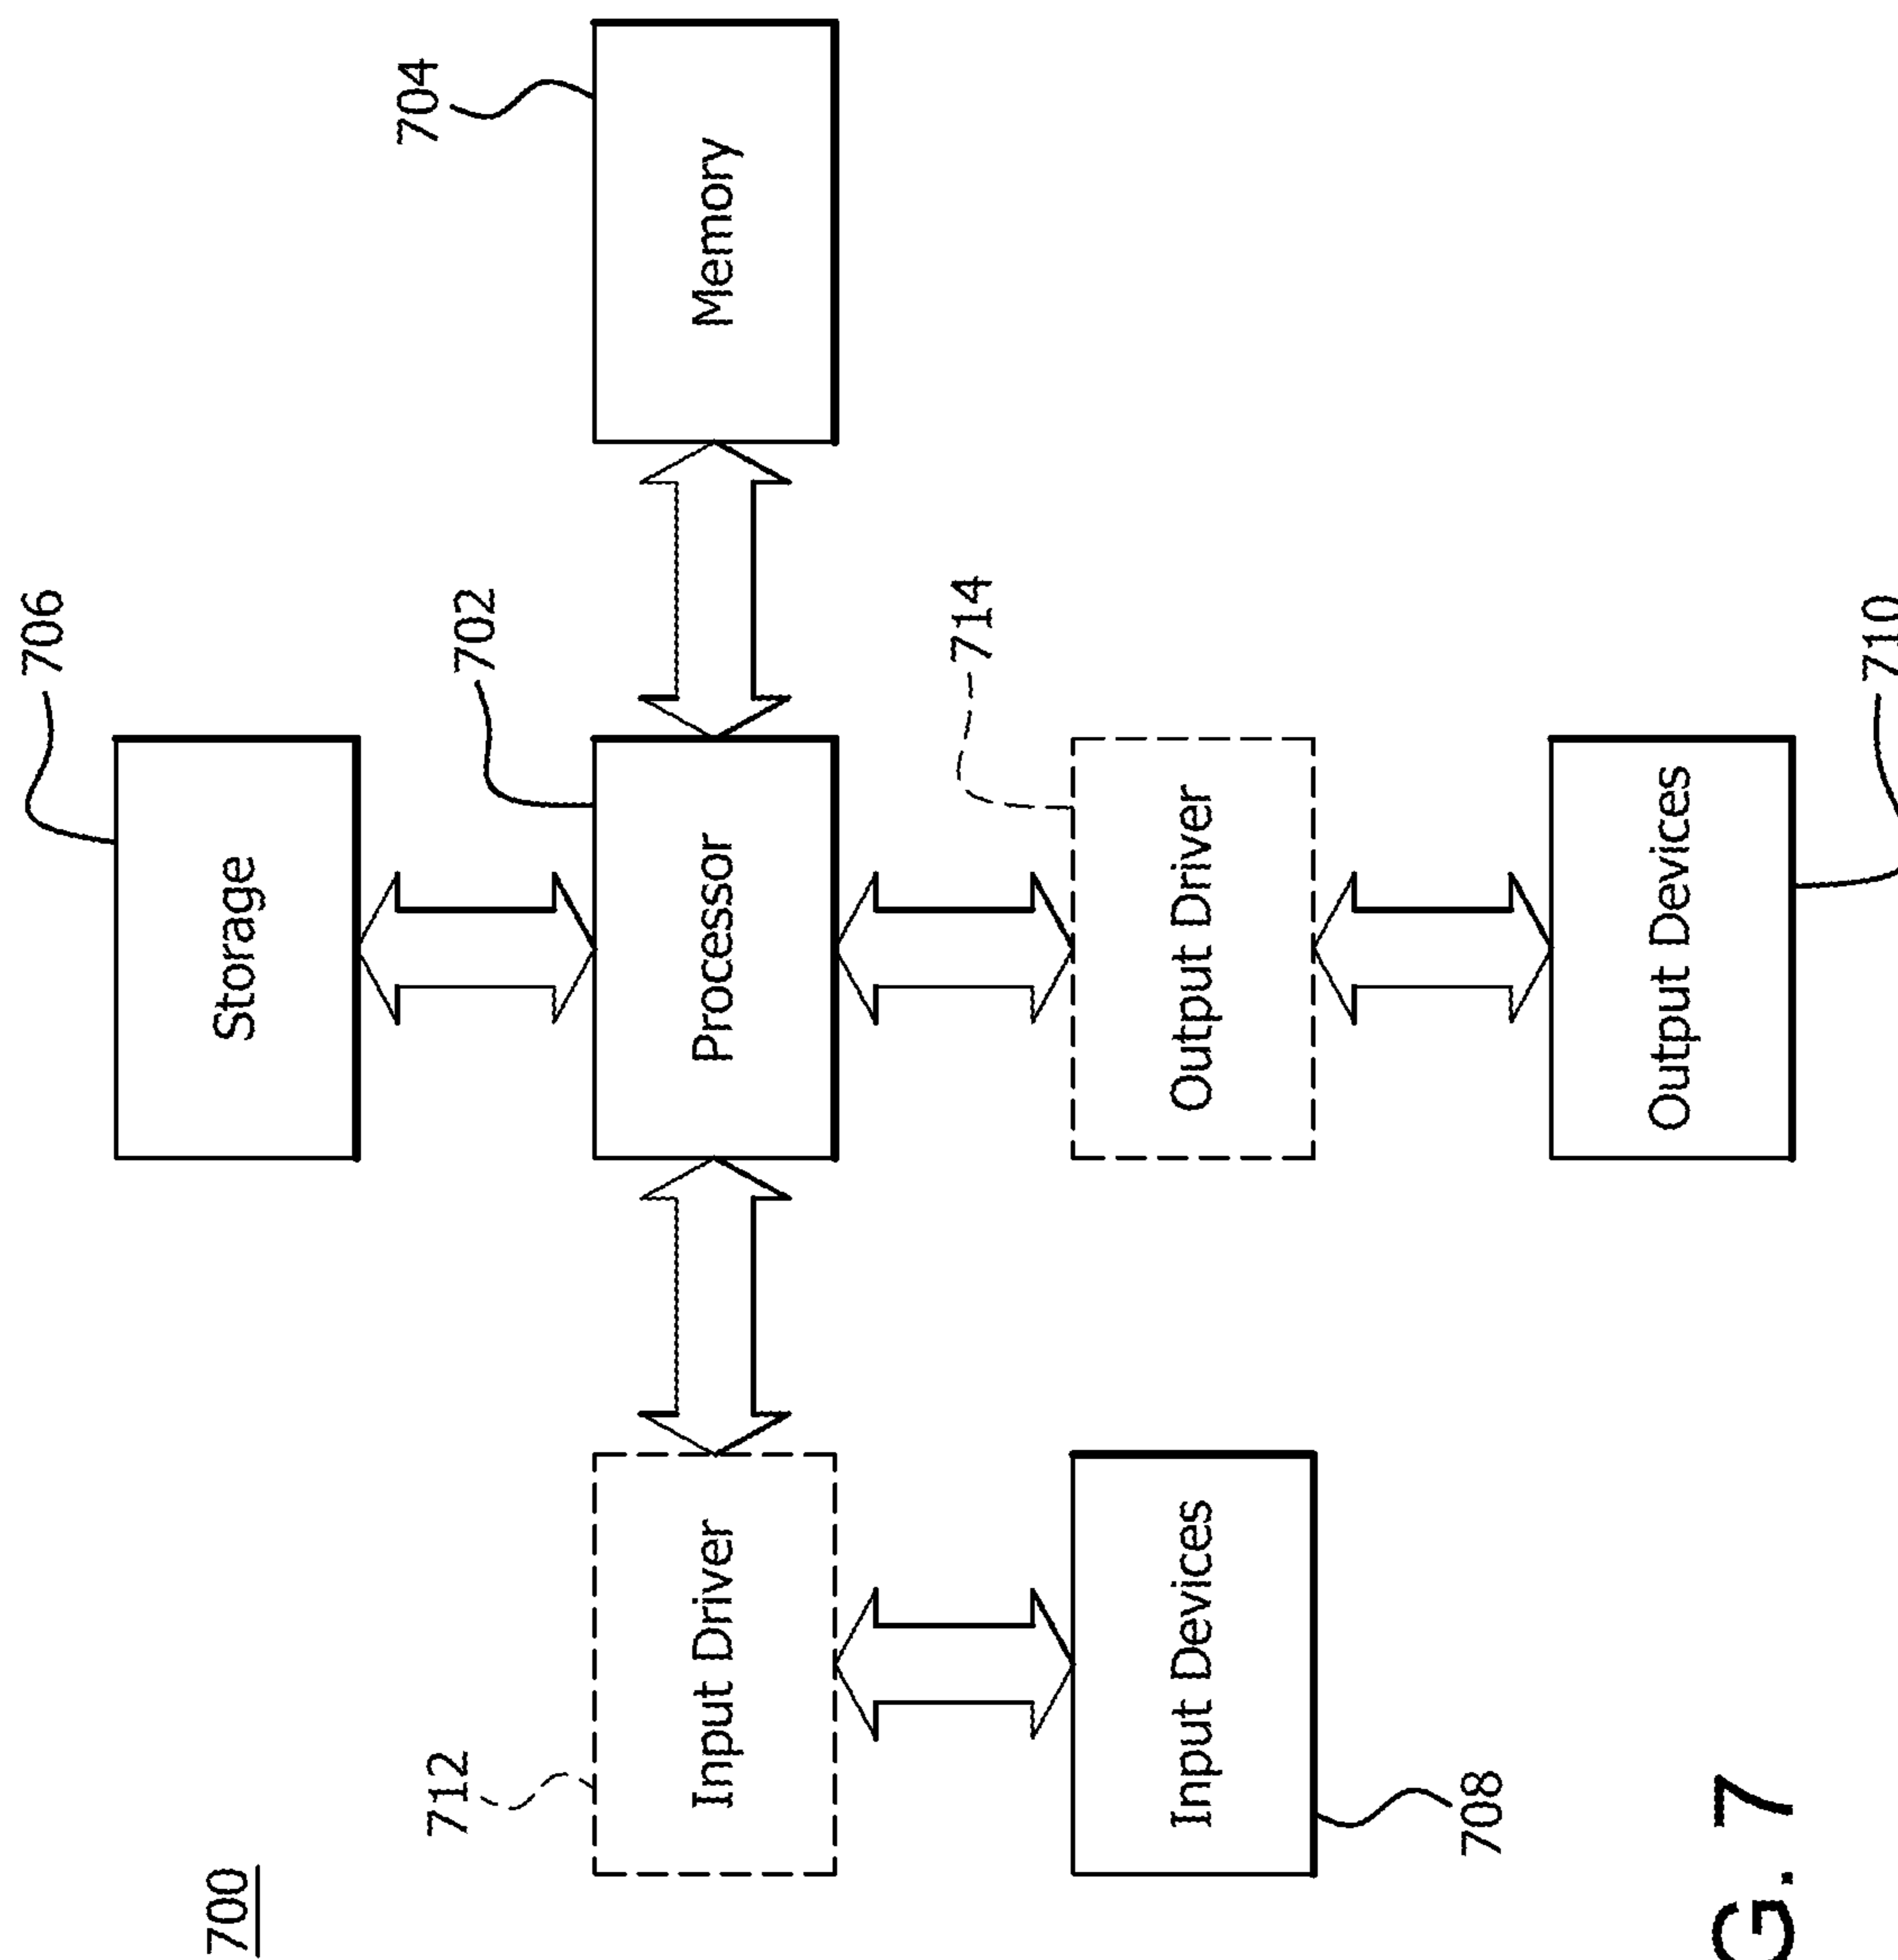 706
700
Storage
712
702
704
Input Driver
Processor
Memory
714
Input Devices
Output Driver
708
Output Devices
G. 7
710